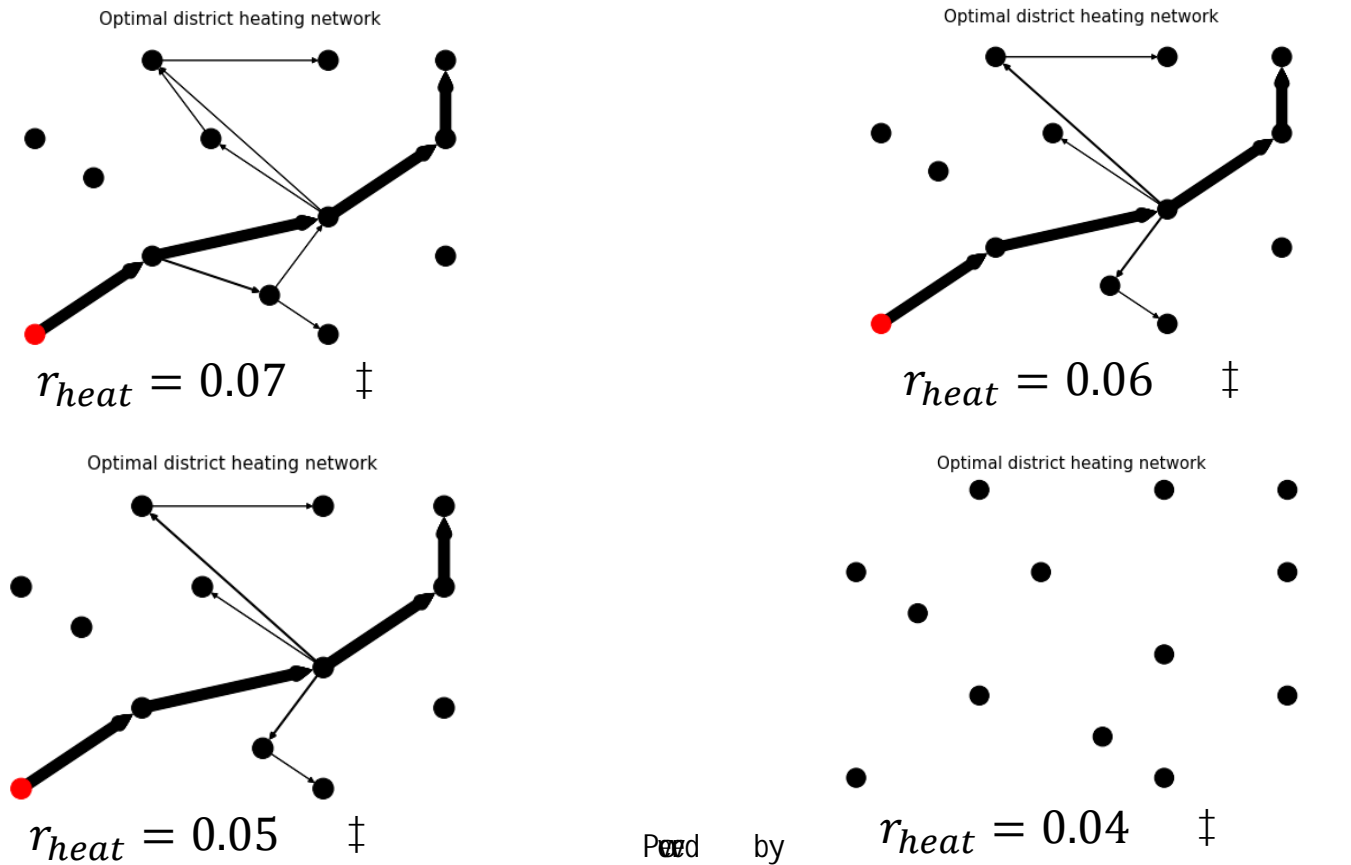 Optimal district heating network
Optimal district heating network
r_heat = 0.07 ‡
r_heat = 0.06 ‡
Optimal district heating network
Optimal district heating network
r_heat = 0.05 ‡
r_heat = 0.04 ‡
by